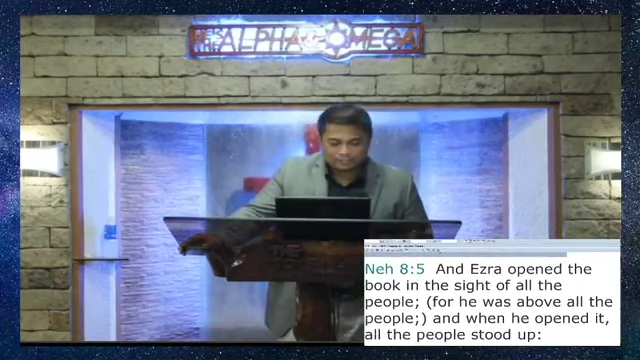 ALPHA & OMEGA
Neh 8:5 And Ezra opened the
book in the sight of all the
people; (for he was above all the
people;) and when he opened it,
all the people stood up: